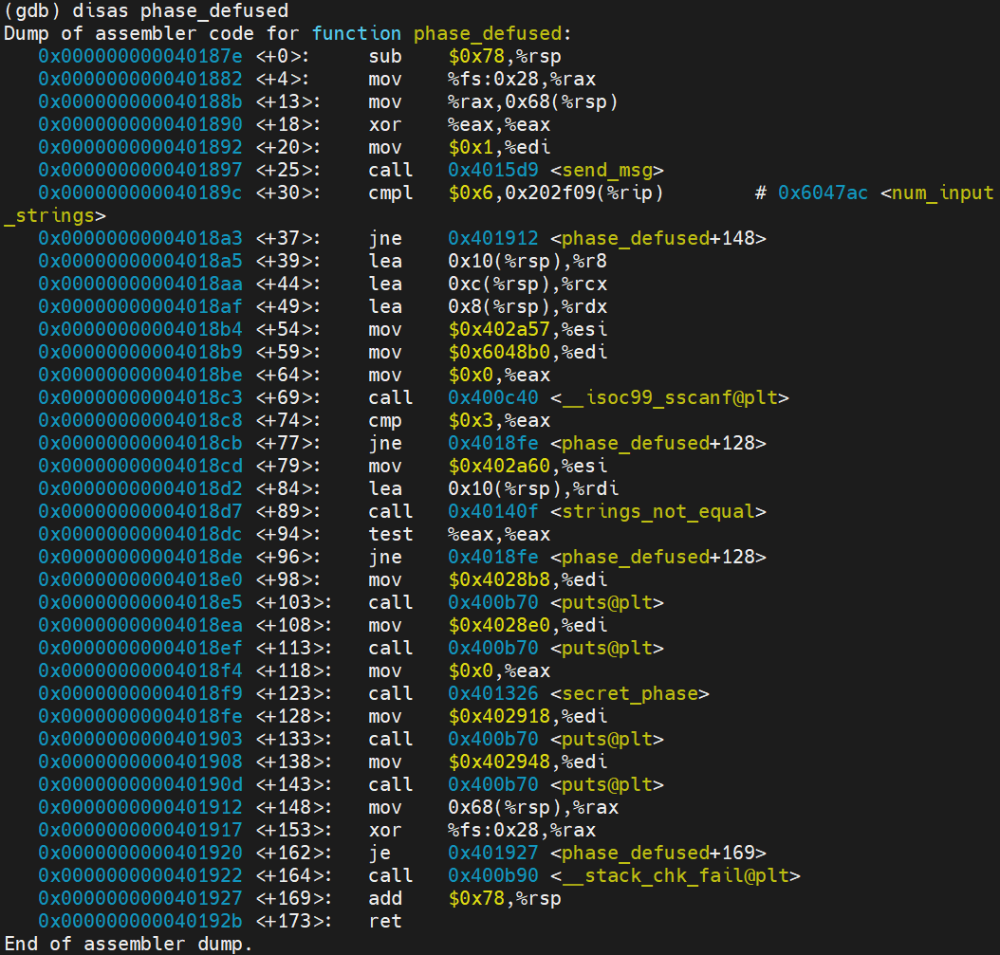 (gdb) disas phase_defused
Dump of assembler code for function phase_defused:
   0x000000000040187e <+0>:     sub    $0x78,%rsp
   0x0000000000401882 <+4>:     mov    %fs:0x28,%rax
   0x000000000040188b <+13>:    mov    %rax,0x68(%rsp)
   0x0000000000401890 <+18>:    xor    %eax,%eax
   0x0000000000401892 <+20>:    mov    $0x1,%edi
   0x0000000000401897 <+25>:    call   0x4015d9 <send_msg>
   0x000000000040189c <+30>:    cmpl   $0x6,0x202f09(%rip)        # 0x6047ac <num_input
_strings>
   0x00000000004018a3 <+37>:    jne    0x401912 <phase_defused+148>
   0x00000000004018a5 <+39>:    lea    0x10(%rsp),%r8
   0x00000000004018aa <+44>:    lea    0xc(%rsp),%rcx
   0x00000000004018af <+49>:    lea    0x8(%rsp),%rdx
   0x00000000004018b4 <+54>:    mov    $0x402a57,%esi
   0x00000000004018b9 <+59>:    mov    $0x6048b0,%edi
   0x00000000004018be <+64>:    mov    $0x0,%eax
   0x00000000004018c3 <+69>:    call   0x400c40 <__isoc99_sscanf@plt>
   0x00000000004018c8 <+74>:    cmp    $0x3,%eax
   0x00000000004018cb <+77>:    jne    0x4018fe <phase_defused+128>
   0x00000000004018cd <+79>:    mov    $0x402a60,%esi
   0x00000000004018d2 <+84>:    lea    0x10(%rsp),%rdi
   0x00000000004018d7 <+89>:    call   0x40140f <strings_not_equal>
   0x00000000004018dc <+94>:    test   %eax,%eax
   0x00000000004018de <+96>:    jne    0x4018fe <phase_defused+128>
   0x00000000004018e0 <+98>:    mov    $0x4028b8,%edi
   0x00000000004018e5 <+103>:   call   0x400b70 <puts@plt>
   0x00000000004018ea <+108>:   mov    $0x4028e0,%edi
   0x00000000004018ef <+113>:   call   0x400b70 <puts@plt>
   0x00000000004018f4 <+118>:   mov    $0x0,%eax
   0x00000000004018f9 <+123>:   call   0x401326 <secret_phase>
   0x00000000004018fe <+128>:   mov    $0x402918,%edi
   0x0000000000401903 <+133>:   call   0x400b70 <puts@plt>
   0x0000000000401908 <+138>:   mov    $0x402948,%edi
   0x000000000040190d <+143>:   call   0x400b70 <puts@plt>
   0x0000000000401912 <+148>:   mov    0x68(%rsp),%rax
   0x0000000000401917 <+153>:   xor    %fs:0x28,%rax
   0x0000000000401920 <+162>:   je     0x401927 <phase_defused+169>
   0x0000000000401922 <+164>:   call   0x400b90 <__stack_chk_fail@plt>
   0x0000000000401927 <+169>:   add    $0x78,%rsp
   0x000000000040192b <+173>:   ret
End of assembler dump.